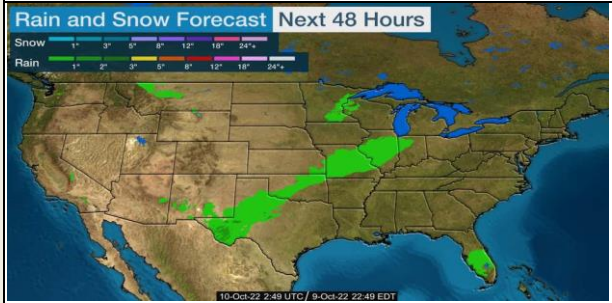 Rain and Snow Forecast Next 48 Hours
Snow
1" 3" 5" 8" 12" 18" 24"+
Rain
1" 2" 3" 5" 8" 12" 18" 24"+
10-Oct-22 2:49 UTC / 9-Oct-22 22:49 EDT